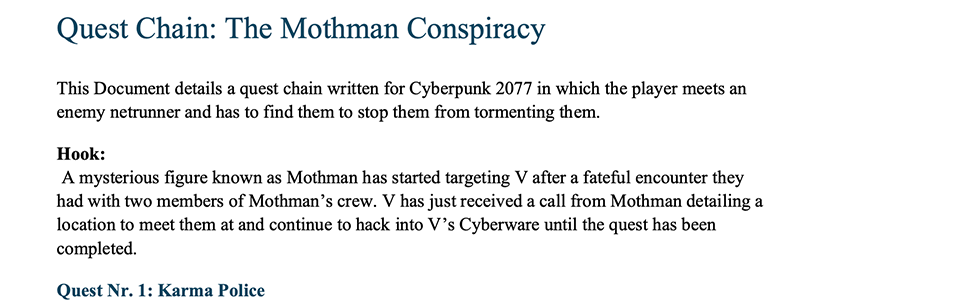 Quest Chain: The Mothman Conspiracy
This Document details a quest chain written for Cyberpunk 2077 in which the player meets an
enemy netrunner and has to find them to stop them from tormenting them.
Hook:
A mysterious figure known as Mothman has started targeting V after a fateful encounter they
had with two members of Mothman’s crew. V has just received a call from Mothman detailing a
location to meet them at and continue to hack into V’s Cyberware until the quest has been
completed.
Quest Nr. 1: Karma Police